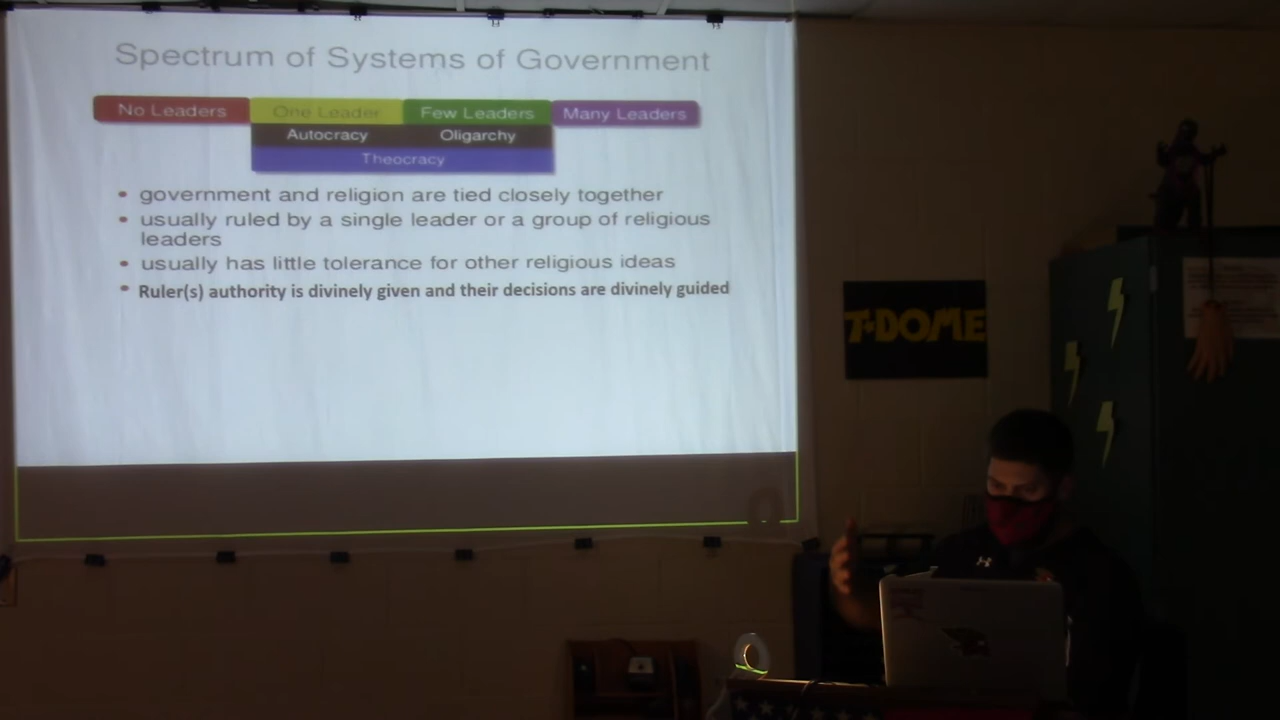 Spectrum of Systems of Government
No Leaders One Leader Few Leaders Many Leaders
Autocracy Oligarchy
Theocracy
• government and religion are tied closely together
• usually ruled by a single leader or a group of religious
leaders
• usually has little tolerance for other religious ideas
• Ruler(s) authority is divinely given and their decisions are divinely guided
T-DOME